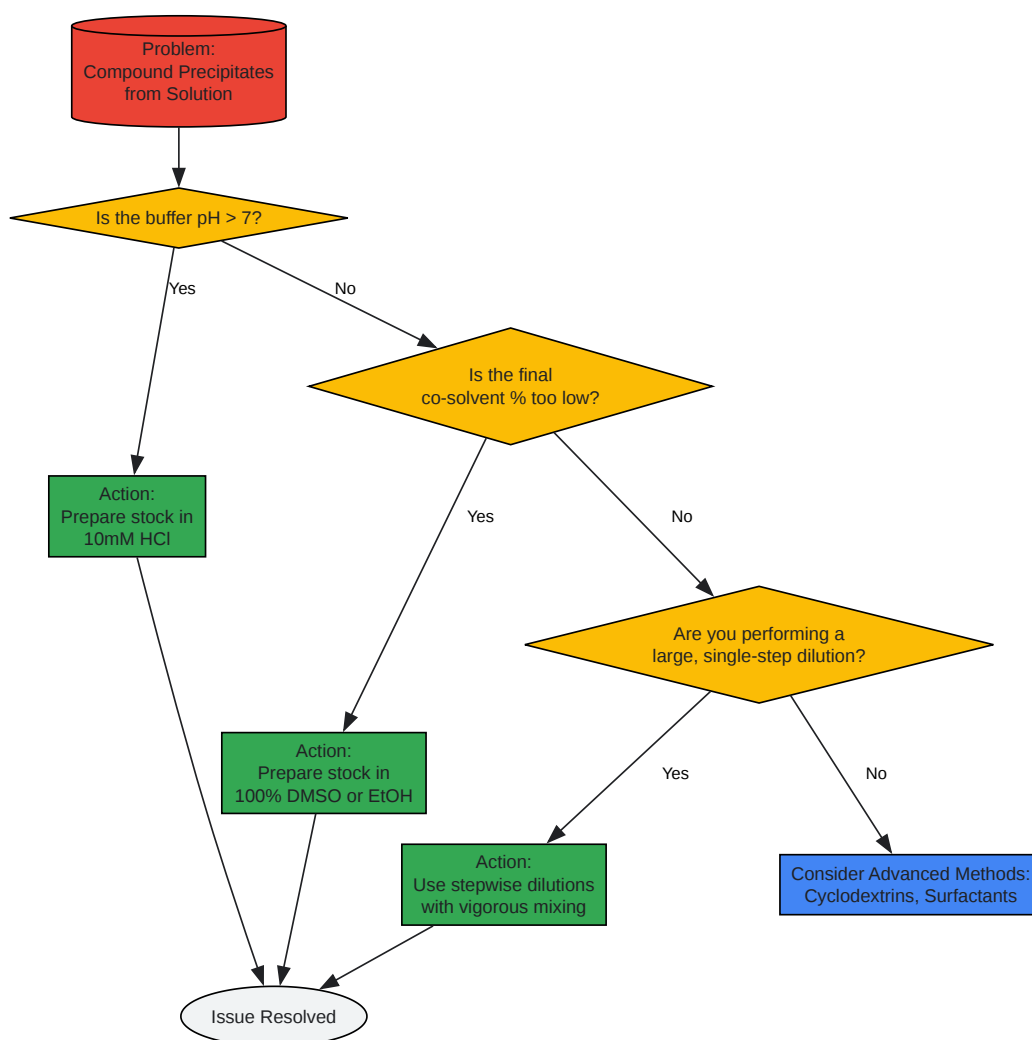 Problem:
Compound Precipitates
from Solution
Is the buffer pH > 7?
Yes
No
Is the final
co-solvent % too low?
Action:
Prepare stock in
10mM HCl
Yes
No
Are you performing a
large, single-step dilution?
Action:
Prepare stock in
100% DMSO or EtOH
Yes
No
Action:
Use stepwise dilutions
with vigorous mixing
Consider Advanced Methods:
Cyclodextrins, Surfactants
Issue Resolved